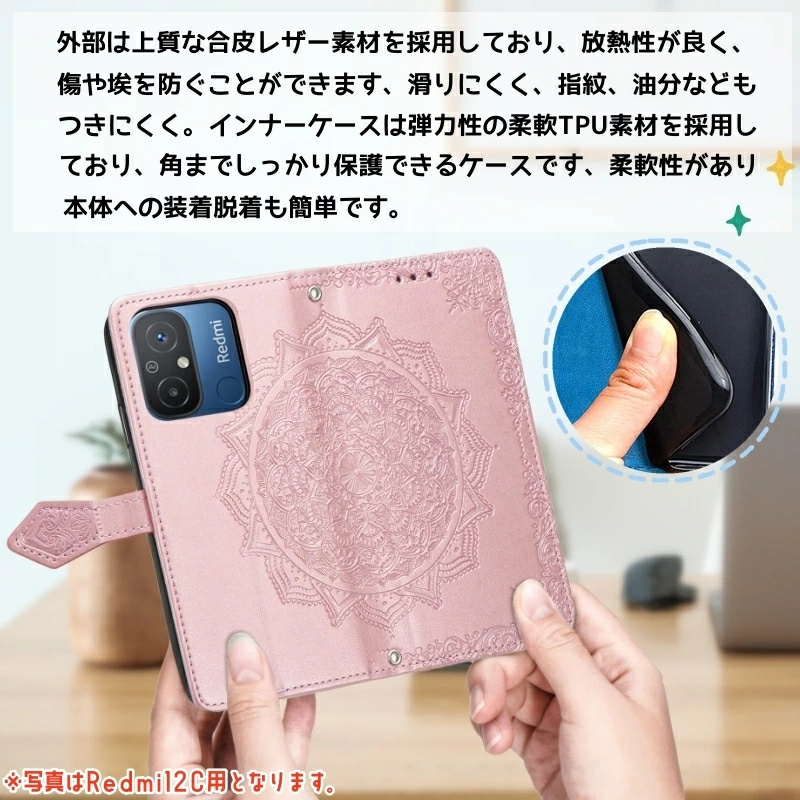 外部は上質な合皮レザー素材を採用しており、放熱性が良く、
傷や埃を防ぐことができます、滑りにくく、指紋、油分なども
つきにくく。インナーケースは弾力性の柔軟TPU素材を採用し
ており、角までしっかり保護できるケースです、柔軟性があり
本体への装着脱着も簡単です。
Redmi
AI
※写真はRedmi12C用となります。